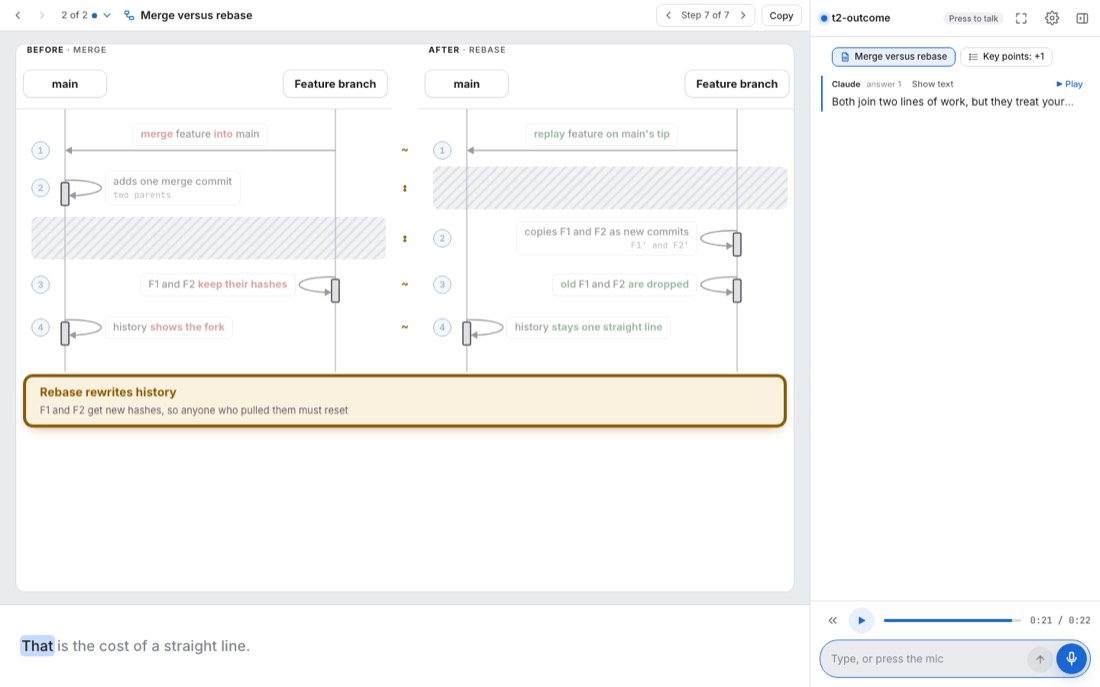 2 of 2
Merge versus rebase
Step 7 of 7
Copy
BEFORE · MERGE
main
Feature branch
1
merge feature into main
2
adds one merge commit
two parents
3
F1 and F2 keep their hashes
4
history shows the fork
~
↕
↕
~
~
AFTER · REBASE
main
Feature branch
1
replay feature on main's tip
2
copies F1 and F2 as new commits
F1' and F2'
3
old F1 and F2 are dropped
4
history stays one straight line
Rebase rewrites history
F1 and F2 get new hashes, so anyone who pulled them must reset
That is the cost of a straight line.
t2-outcome
Press to talk
Merge versus rebase
Key points: +1
Claude answer 1 Show text
Play
Both join two lines of work, but they treat your…
0:21 / 0:22
Type, or press the mic